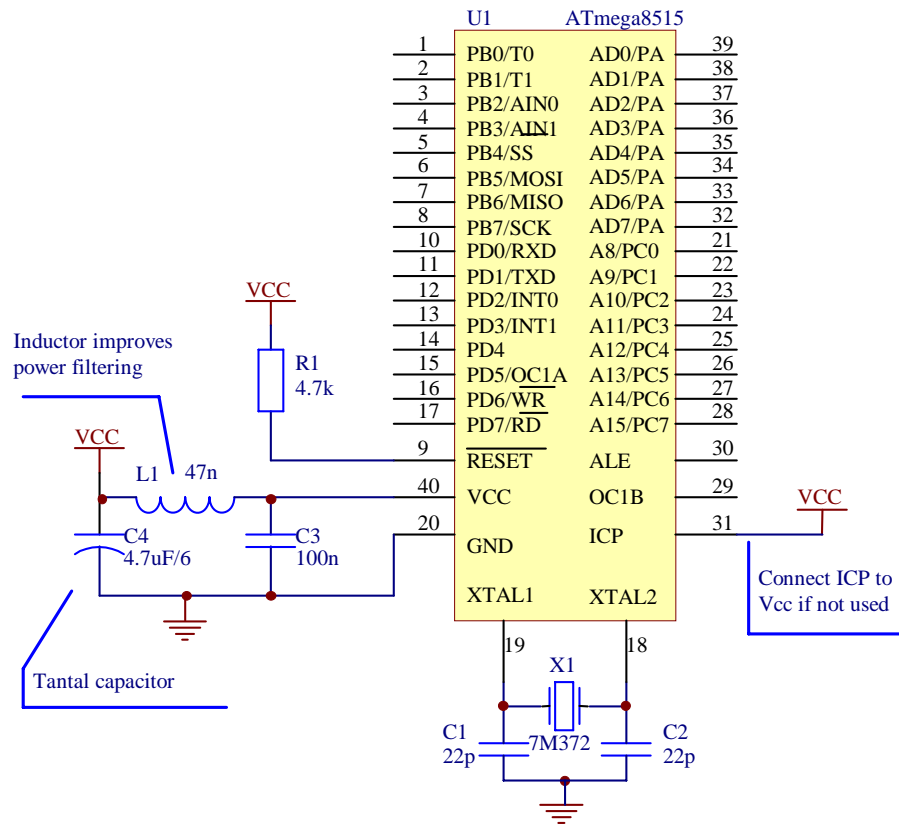 U1 ATmega8515
1 PB0/T0 AD0/PA 39
2 PB1/T1 AD1/PA 38
3 PB2/AIN0 AD2/PA 37
4 PB3/AIN1 AD3/PA 36
5 PB4/SS AD4/PA 35
6 PB5/MOSI AD5/PA 34
7 PB6/MISO AD6/PA 33
8 PB7/SCK AD7/PA 32
10 PD0/RXD A8/PC0 21
11 PD1/TXD A9/PC1 22
12 PD2/INT0 A10/PC2 23
13 PD3/INT1 A11/PC3 24
14 PD4 A12/PC4 25
15 PD5/OC1A A13/PC5 26
16 PD6/WR A14/PC6 27
17 PD7/RD A15/PC7 28
9 RESET ALE 30
40 VCC OC1B 29
20 GND ICP 31
XTAL1 XTAL2
19 18
VCC
R1
4.7k
Inductor improves
power filtering
VCC
L1 47n
C4
4.7uF/6
C3
100n
Tantal capacitor
VCC
Connect ICP to
Vcc if not used
X1
7M372
C1
22p
C2
22p